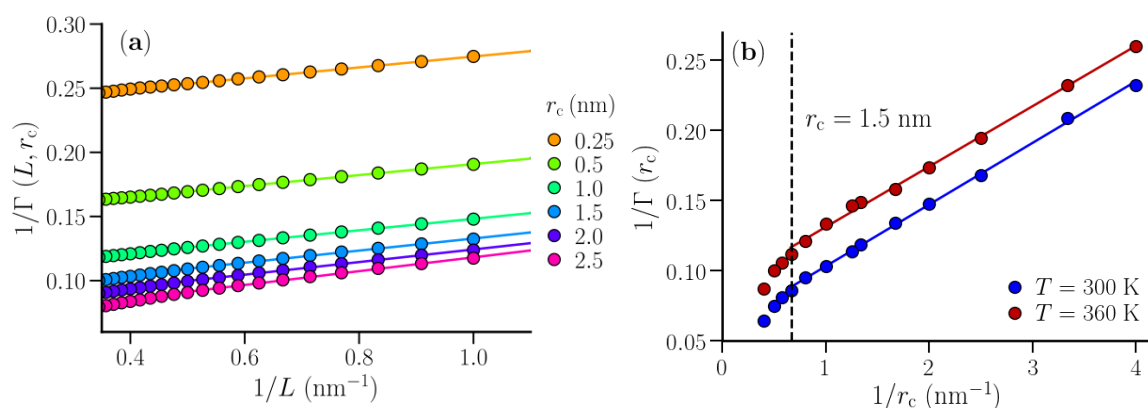 (a)
1/Γ (L, r_c)
0.30
0.25
0.20
0.15
0.10
0.4
0.6
0.8
1.0
1/L (nm⁻¹)
r_c (nm)
0.25
0.5
1.0
1.5
2.0
2.5
(b)
1/Γ (r_c)
0.25
0.20
0.15
0.10
0.05
0
1
2
3
4
1/r_c (nm⁻¹)
r_c = 1.5 nm
T = 300 K
T = 360 K